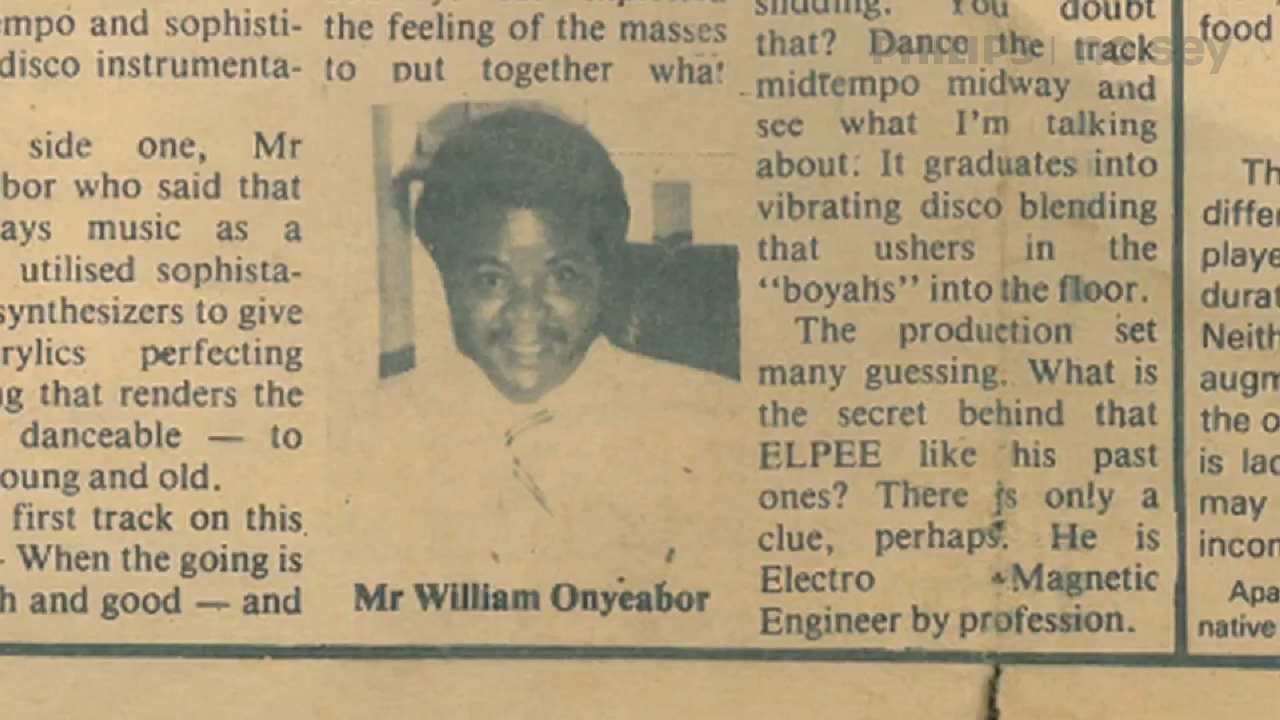 empo and sophisti-
disco instrumenta-
side one, Mr
bor who said that
ays music as a
utilised sophista-
synthesizers to give
rylics perfecting
g that renders the
danceable — to
oung and old.
first track on this
- When the going is
h and good — and
the feeling of the masses
to put together what
Mr William Onyeabor
You doubt
that? Dance the track
midtempo midway and
see what I'm talking
about: It graduates into
vibrating disco blending
that ushers in the
“boyahs” into the floor.
The production set
many guessing. What is
the secret behind that
ELPEE like his past
ones? There is only a
clue, perhaps. He is
Electro Magnetic
Engineer by profession.
food
Th
differ
playe
durat
Neith
augm
the o
is lac
may
incon
Apa
native
PHILIPS | noisey